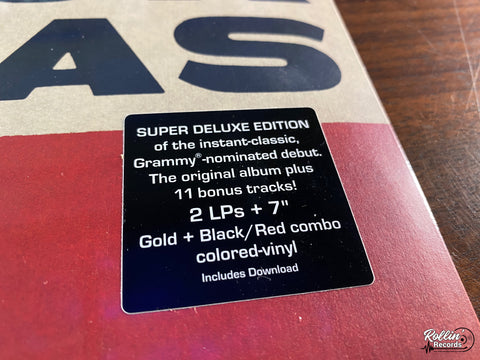 AS
SUPER DELUXE EDITION
of the instant-classic,
Grammy®-nominated debut.
The original album plus
11 bonus tracks!
2 LPs + 7"
Gold + Black/Red combo
colored-vinyl
Includes Download
Rollin
Records